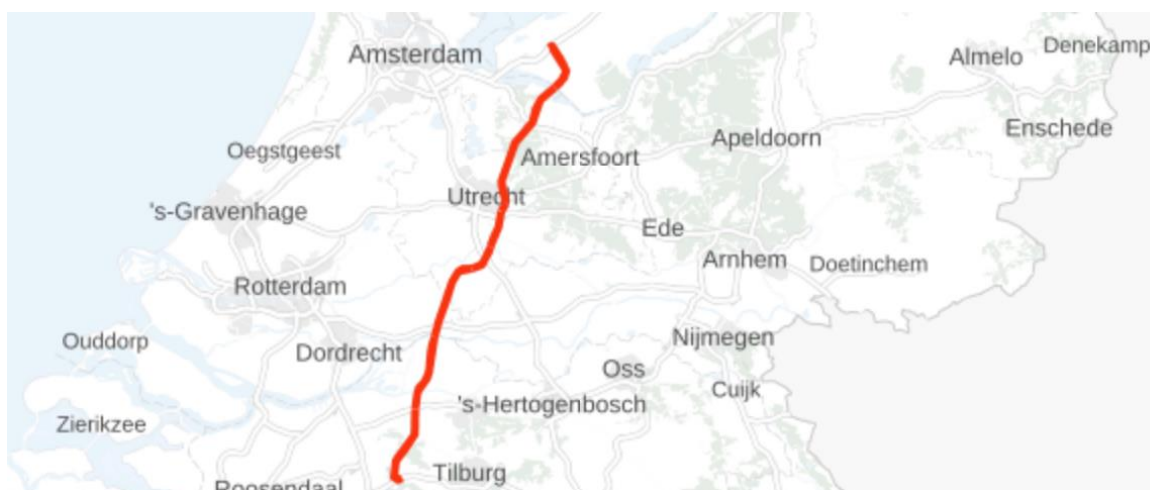 Amsterdam
Almelo
Denekamp
Enschede
Apeldoorn
Oegstgeest
Amersfoort
Utrecht
's-Gravenhage
Ede
Arnhem
Doetinchem
Rotterdam
Ouddorp
Dordrecht
Nijmegen
Oss
Cuijk
's-Hertogenbosch
Zierikzee
Tilburg
Roosendaal